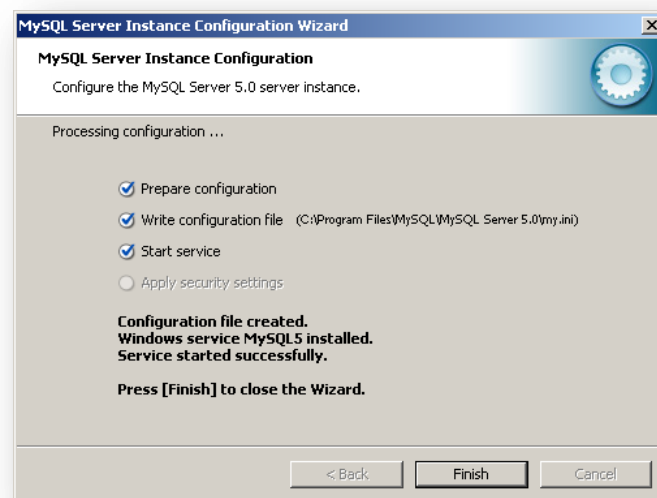 MySQL Server Instance Configuration Wizard
MySQL Server Instance Configuration
Configure the MySQL Server 5.0 server instance.
Processing configuration ...
Prepare configuration
Write configuration file (C:\Program Files\MySQL\MySQL Server 5.0\my.ini)
Start service
Apply security settings
Configuration file created.
Windows service MySQL5 installed.
Service started successfully.
Press [Finish] to close the Wizard.
< Back Finish Cancel